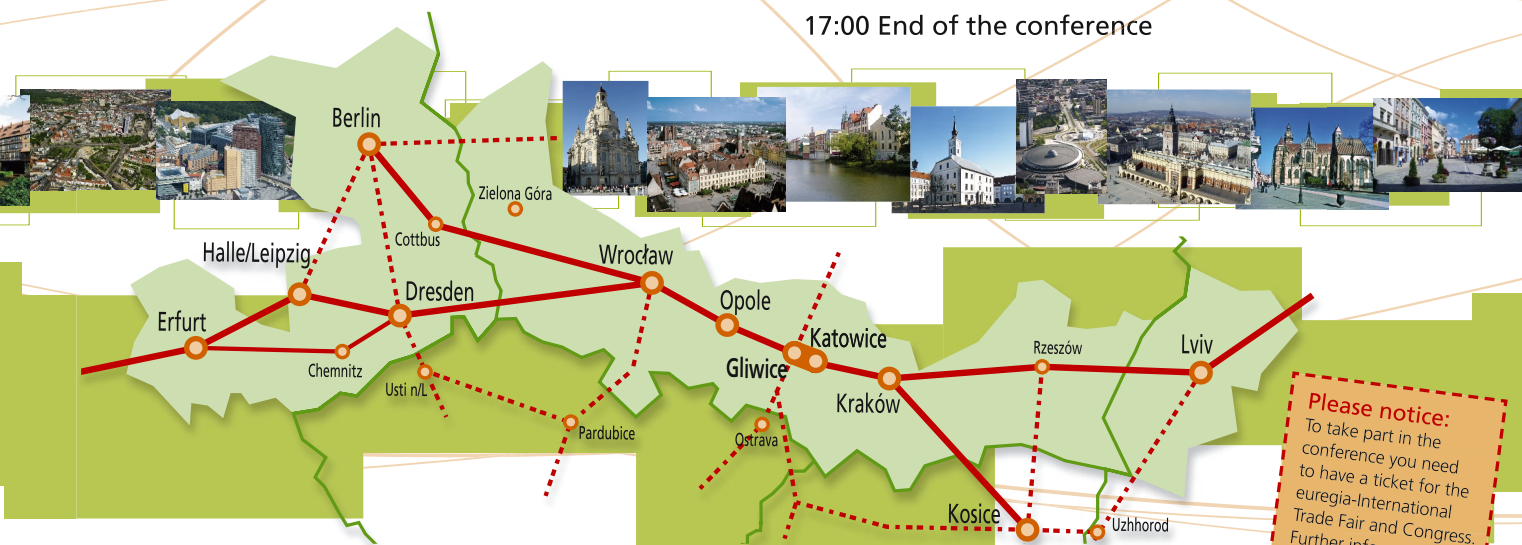 17:00 End of the conference
Berlin
Zielona Góra
Cottbus
Halle/Leipzig
Wrocław
Dresden
Opole
Erfurt
Katowice
Chemnitz
Gliwice
Rzeszów
Lviv
Usti n/L
Kraków
Pardubice
Ostrava
Kosice
Uzhhorod
Please notice:
To take part in the
conference you need
to have a ticket for the
euregia-International
Trade Fair and Congress.
Further